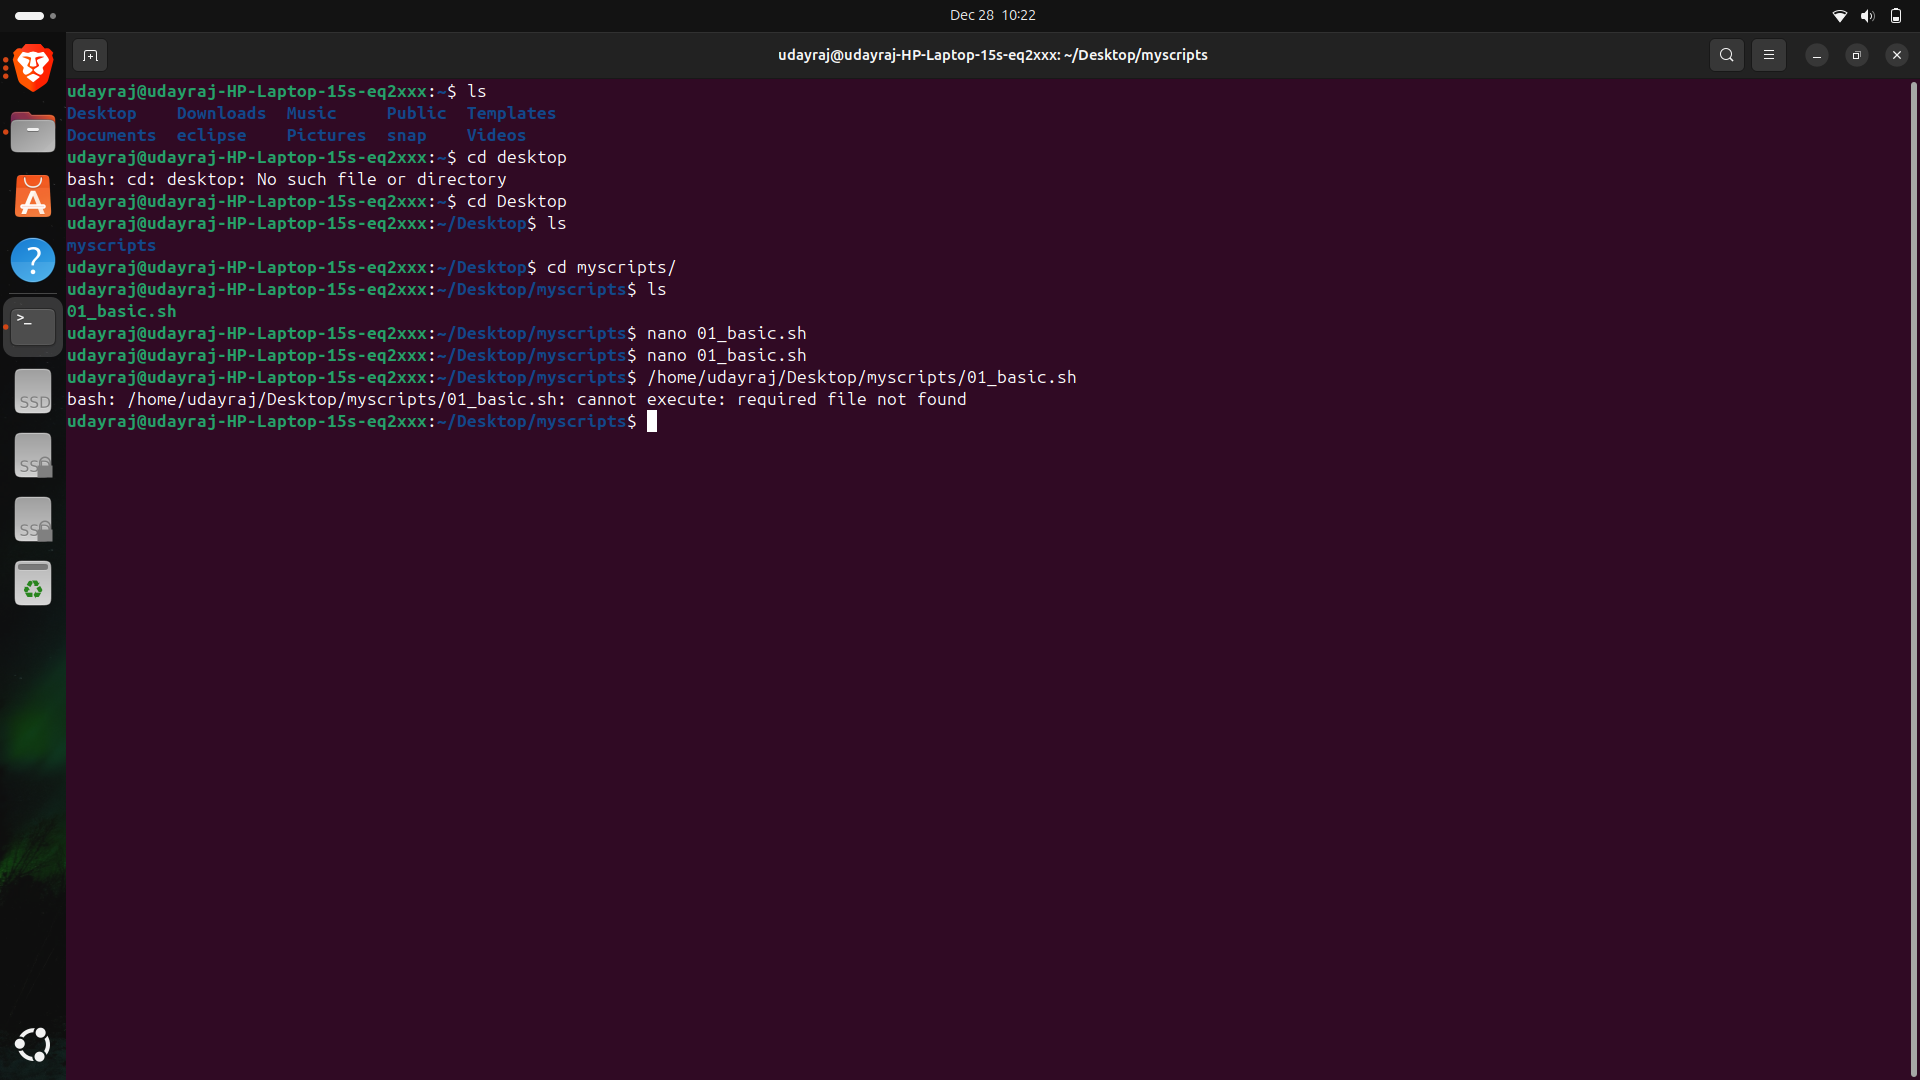 Dec 28 10:22
udayraj@udayraj-HP-Laptop-15s-eq2xxx: ~/Desktop/myscripts
udayraj@udayraj-HP-Laptop-15s-eq2xxx:~$ ls
Desktop Downloads Music Public Templates
Documents eclipse Pictures snap Videos
udayraj@udayraj-HP-Laptop-15s-eq2xxx:~$ cd desktop
bash: cd: desktop: No such file or directory
udayraj@udayraj-HP-Laptop-15s-eq2xxx:~$ cd Desktop
udayraj@udayraj-HP-Laptop-15s-eq2xxx:~/Desktop$ ls
myscripts
udayraj@udayraj-HP-Laptop-15s-eq2xxx:~/Desktop$ cd myscripts/
udayraj@udayraj-HP-Laptop-15s-eq2xxx:~/Desktop/myscripts$ ls
01_basic.sh
udayraj@udayraj-HP-Laptop-15s-eq2xxx:~/Desktop/myscripts$ nano 01_basic.sh
udayraj@udayraj-HP-Laptop-15s-eq2xxx:~/Desktop/myscripts$ nano 01_basic.sh
udayraj@udayraj-HP-Laptop-15s-eq2xxx:~/Desktop/myscripts$ /home/udayraj/Desktop/myscripts/01_basic.sh
bash: /home/udayraj/Desktop/myscripts/01_basic.sh: cannot execute: required file not found
udayraj@udayraj-HP-Laptop-15s-eq2xxx:~/Desktop/myscripts$
?
>_
SSD
SS
SS